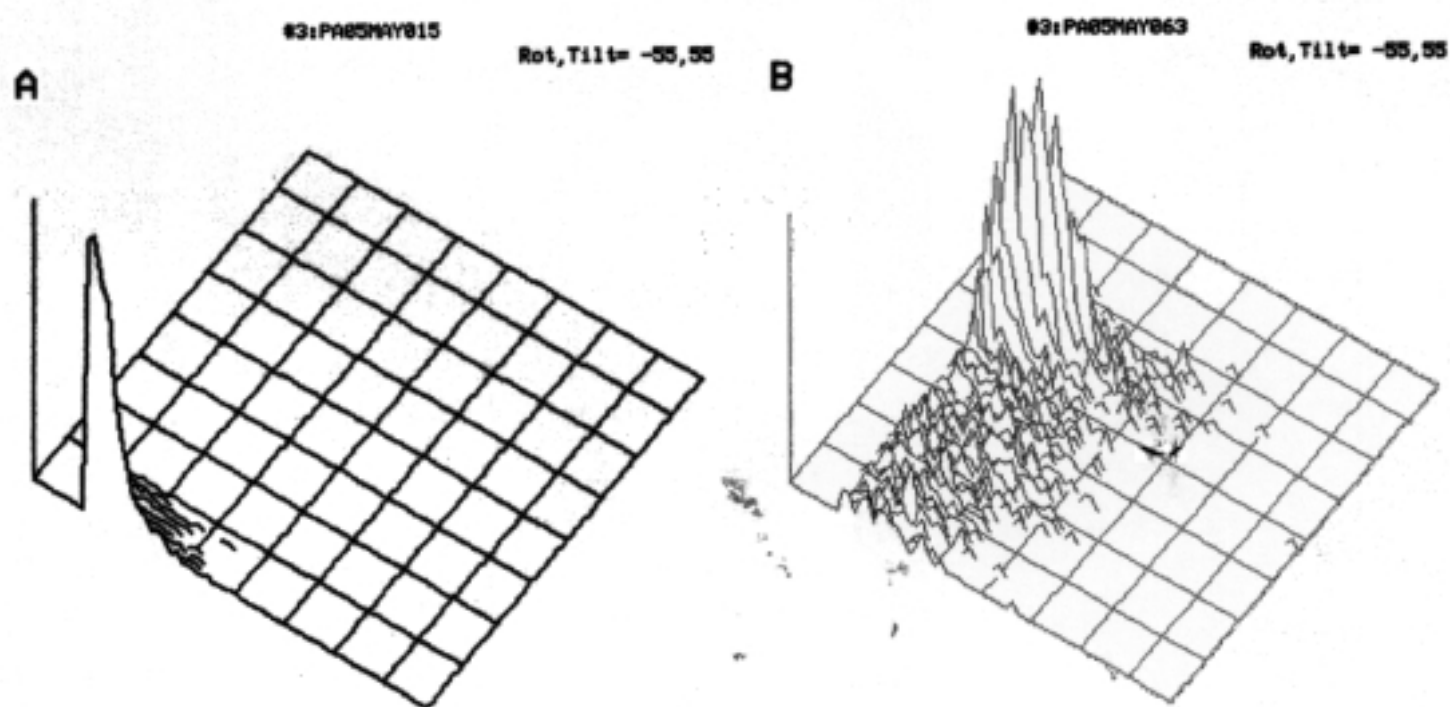 #3:PA05MAY015
Rot,Tilt= -55,55
A
#3:PA05MAY063
Rot,Tilt= -55,55
B